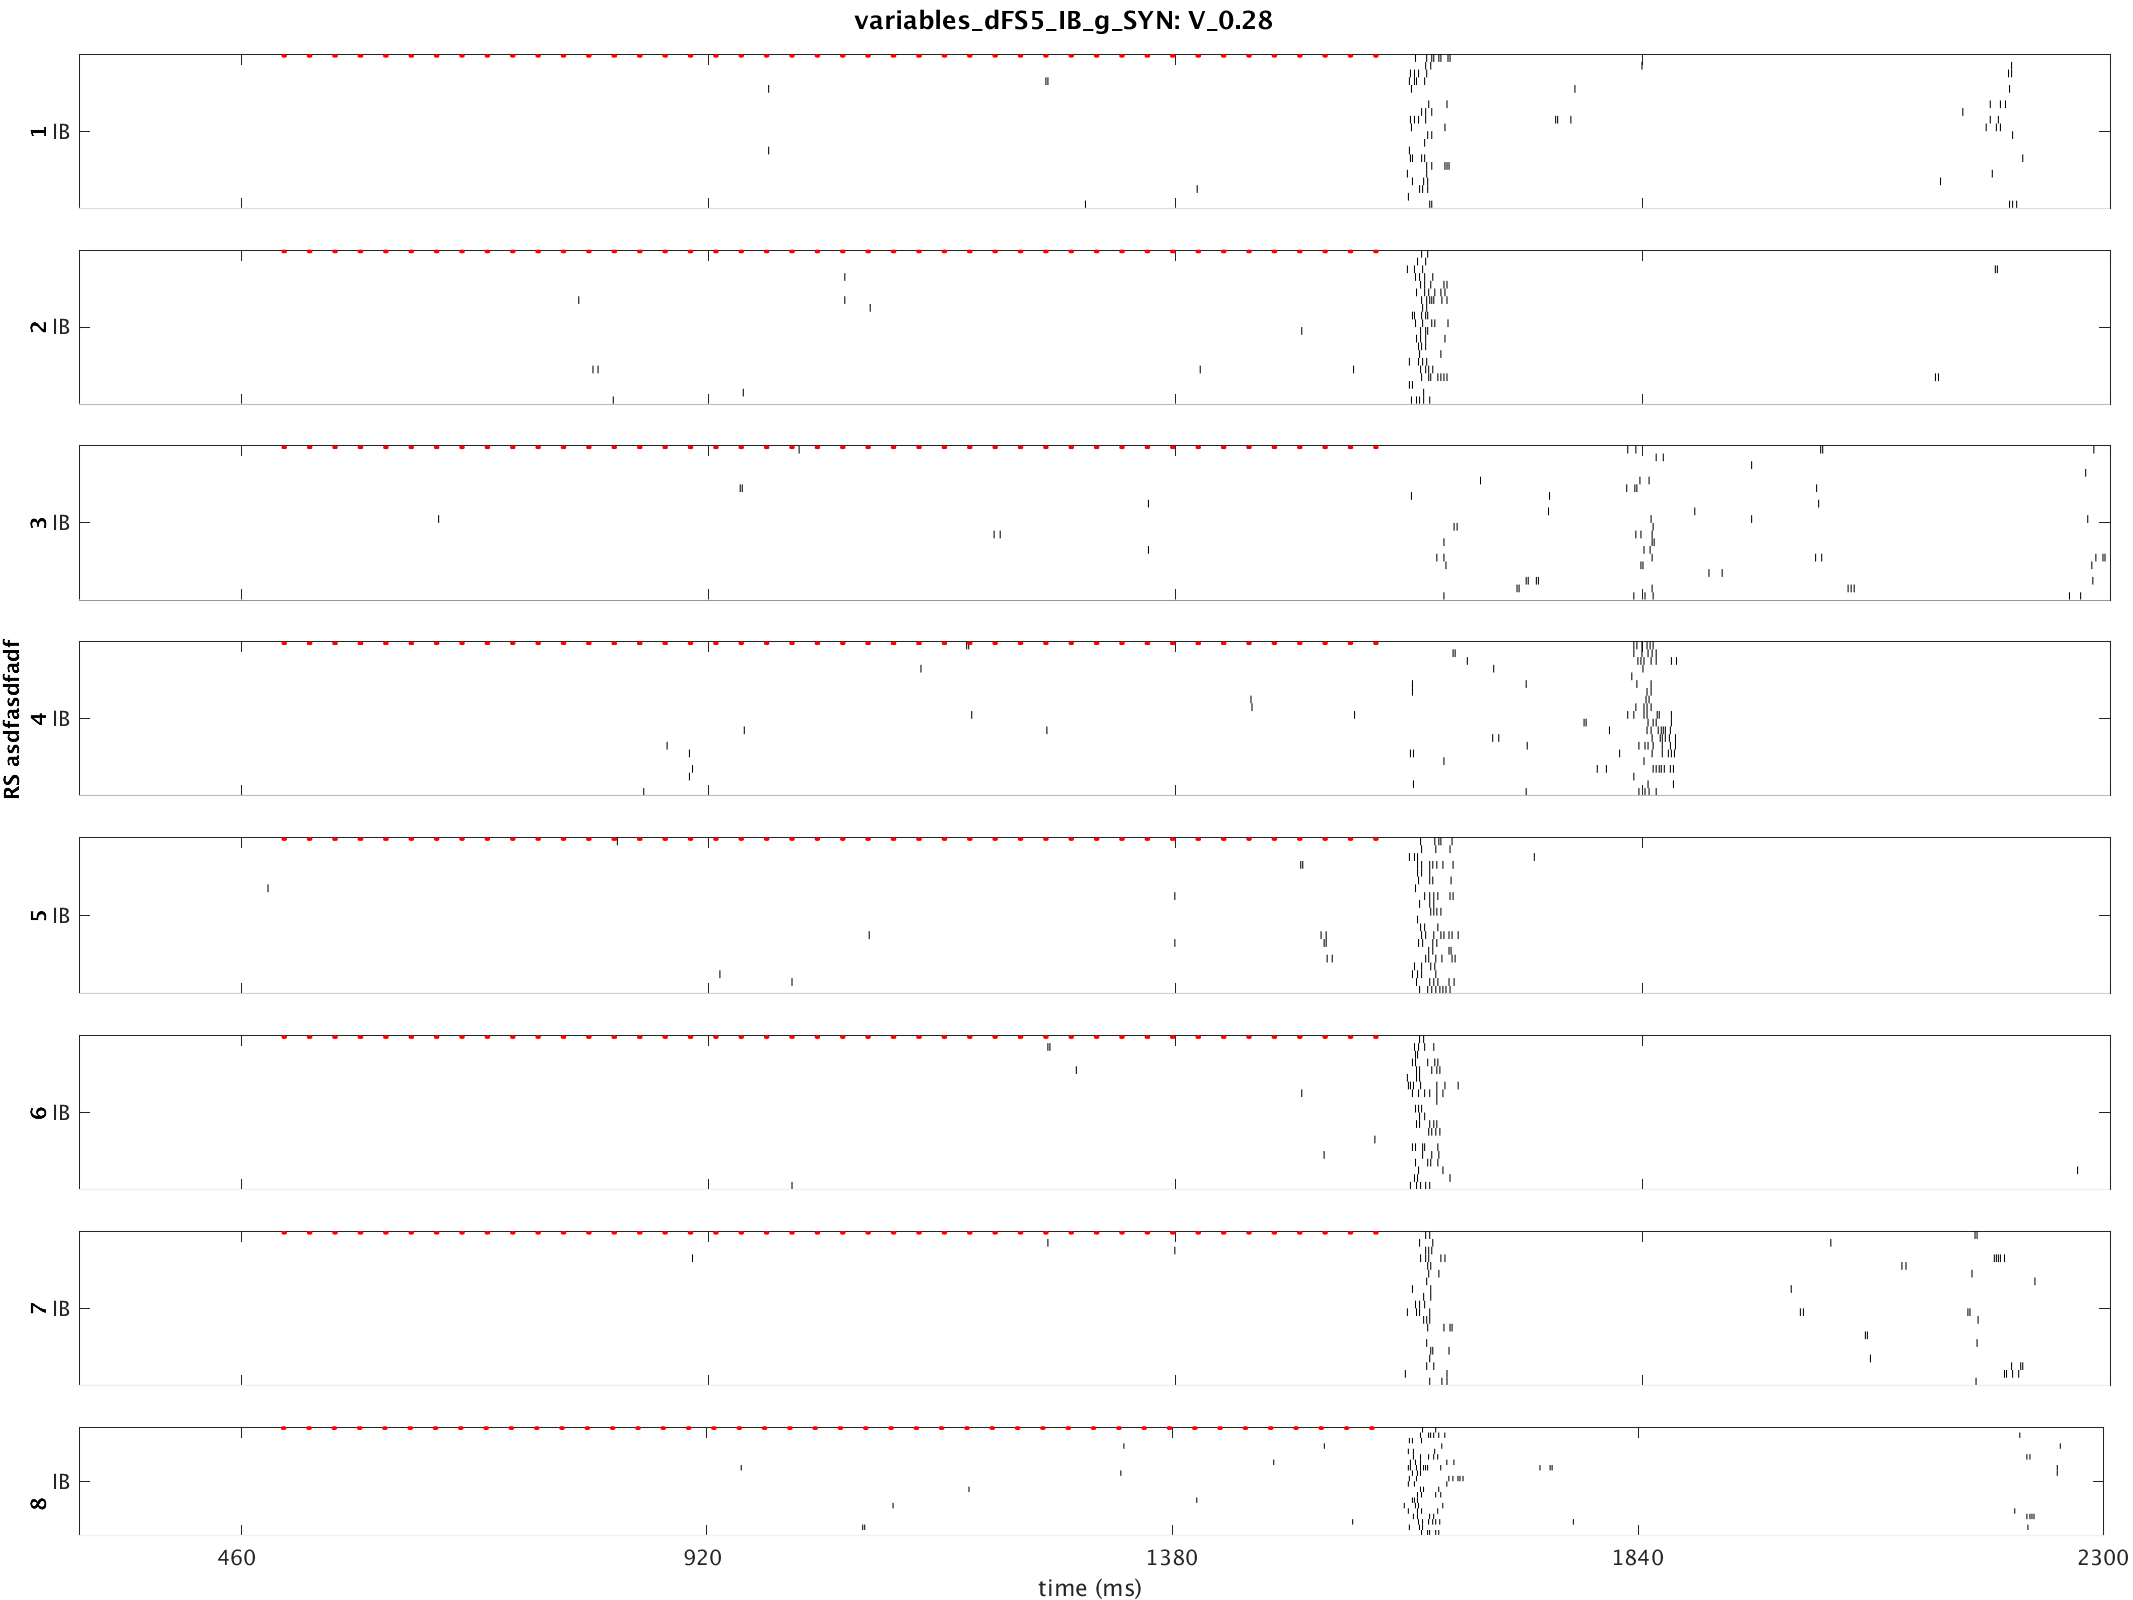 variables_dFS5_IB_g_SYN: V_0.28
1 IB
2 IB
3 IB
RS asdfasdfadf
4 IB
5 IB
6 IB
7 IB
8 IB
460 920 1380 1840 2300
time (ms)